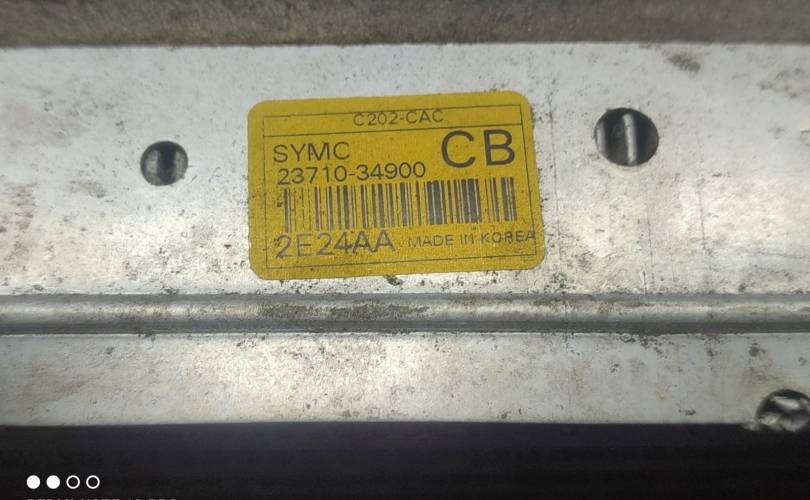 C202-CAC
SYMC
CB
23710-34900
2E24AA
MADE IN KOREA